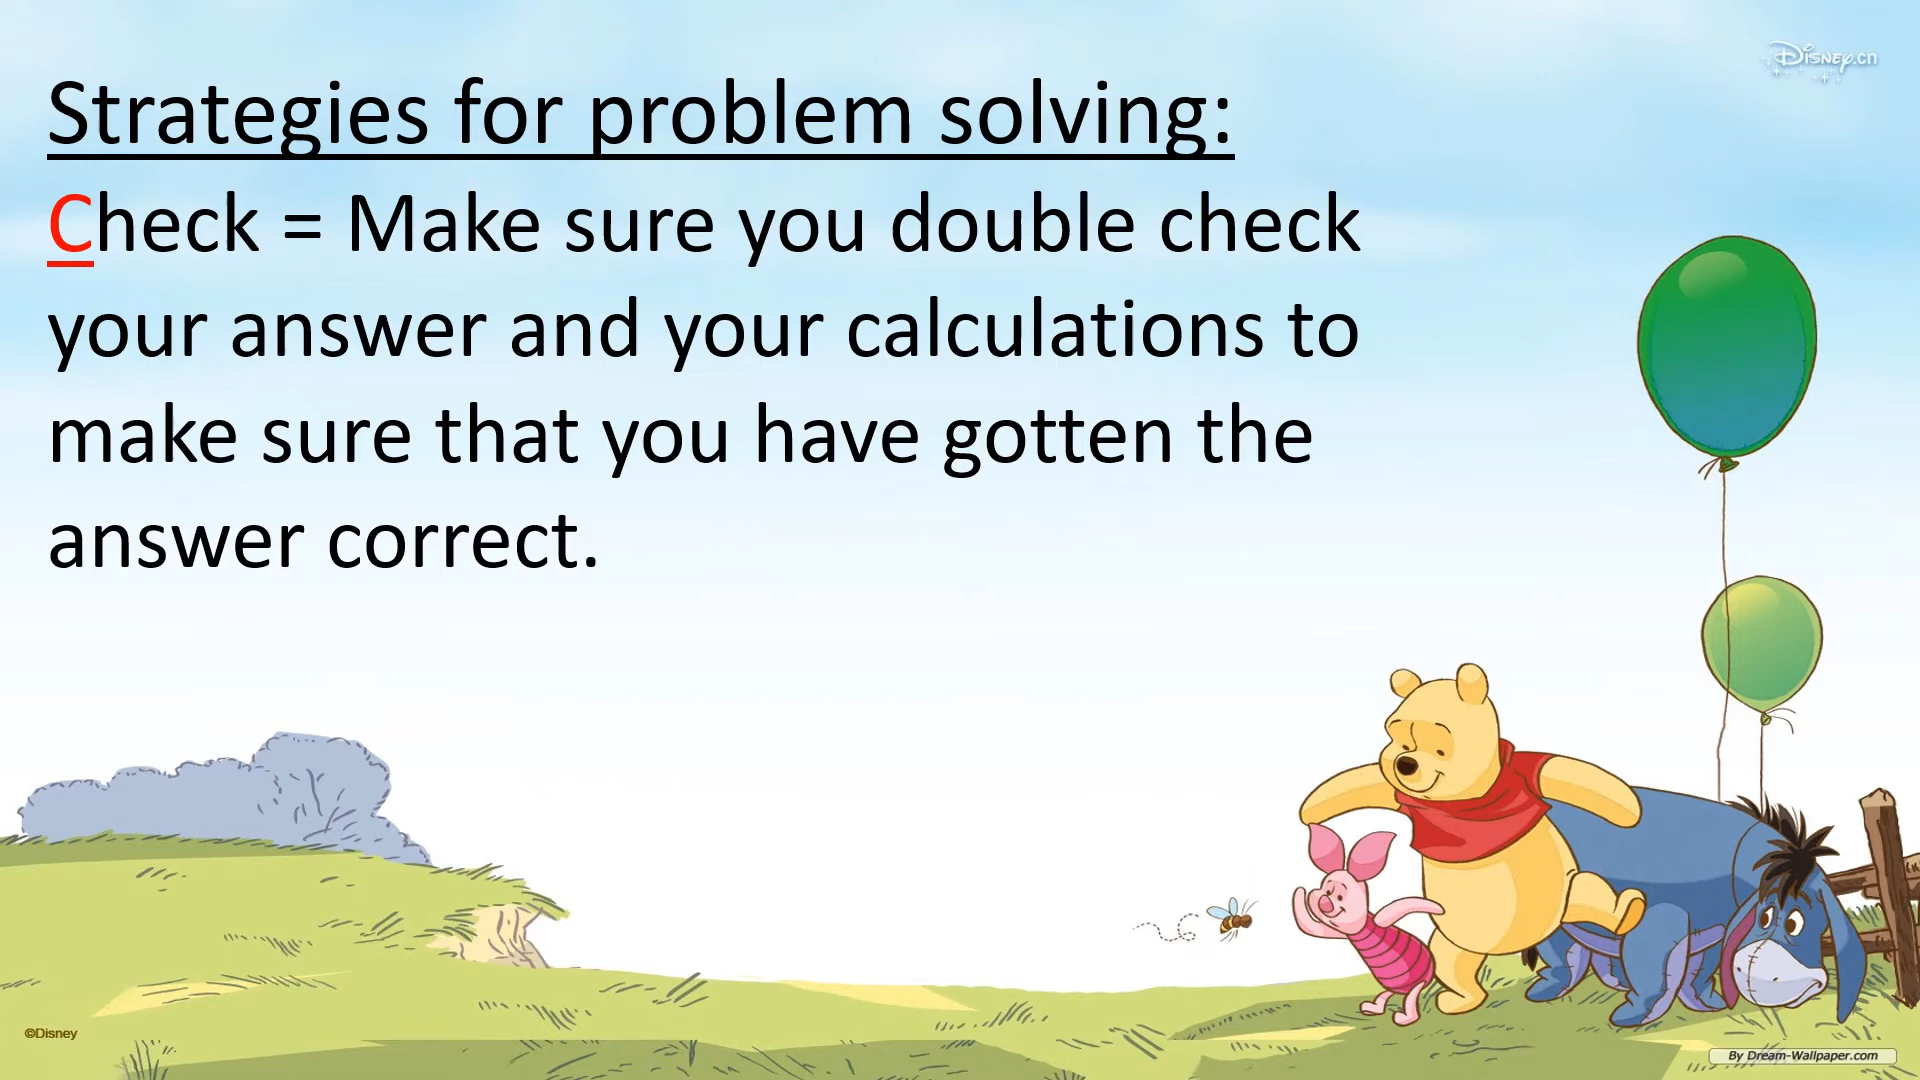 Disney.cn
Strategies for problem solving:
Check = Make sure you double check
your answer and your calculations to
make sure that you have gotten the
answer correct.
©Disney
By Dream-Wallpaper.com